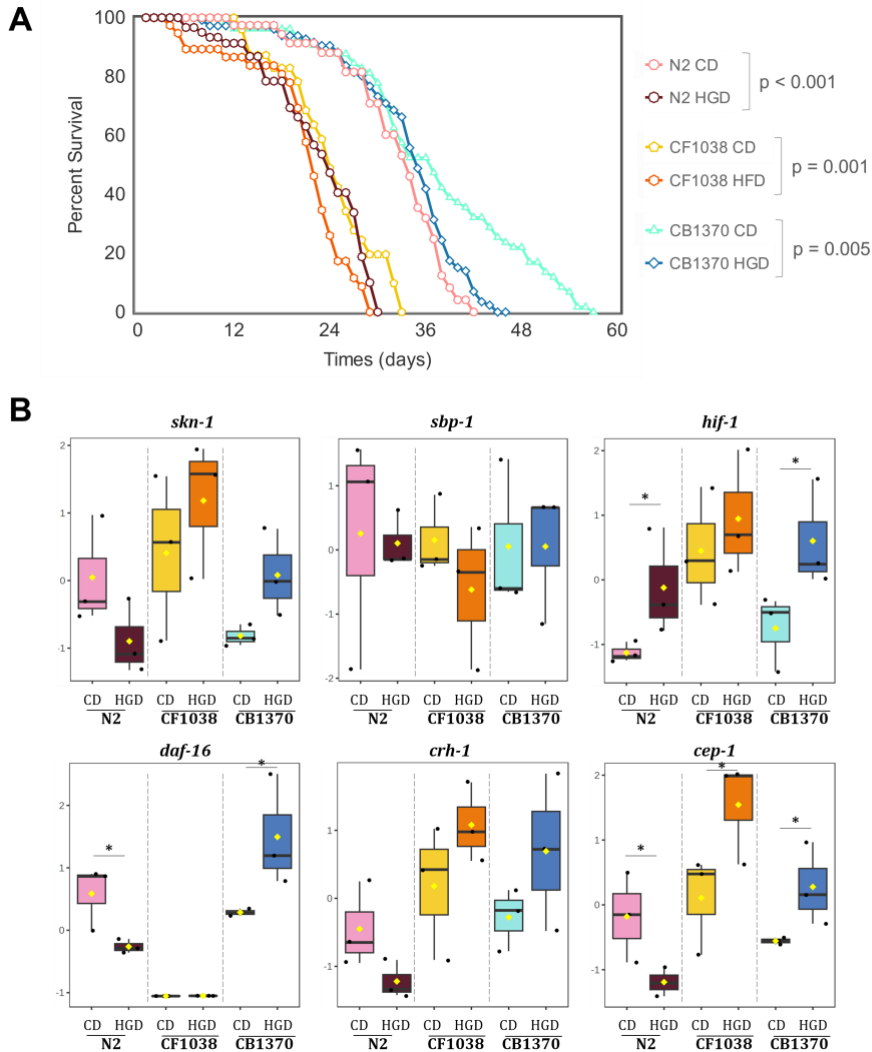 A
Percent Survival
100
80
60
40
20
0
0 12 24 36 48 60
Times (days)
N2 CD
N2 HGD
p < 0.001
CF1038 CD
CF1038 HFD
p = 0.001
CB1370 CD
CB1370 HGD
p = 0.005
B
skn-1
2
1
0
-1
CD HGD CD HGD CD HGD
N2 CF1038 CB1370
sbp-1
1
0
-1
-2
CD HGD CD HGD CD HGD
N2 CF1038 CB1370
hif-1
2
1
0
-1
* *
CD HGD CD HGD CD HGD
N2 CF1038 CB1370
daf-16
2
1
0
-1
* *
CD HGD CD HGD CD HGD
N2 CF1038 CB1370
crh-1
1
0
-1
CD HGD CD HGD CD HGD
N2 CF1038 CB1370
cep-1
2
1
0
-1
* * *
CD HGD CD HGD CD HGD
N2 CF1038 CB1370